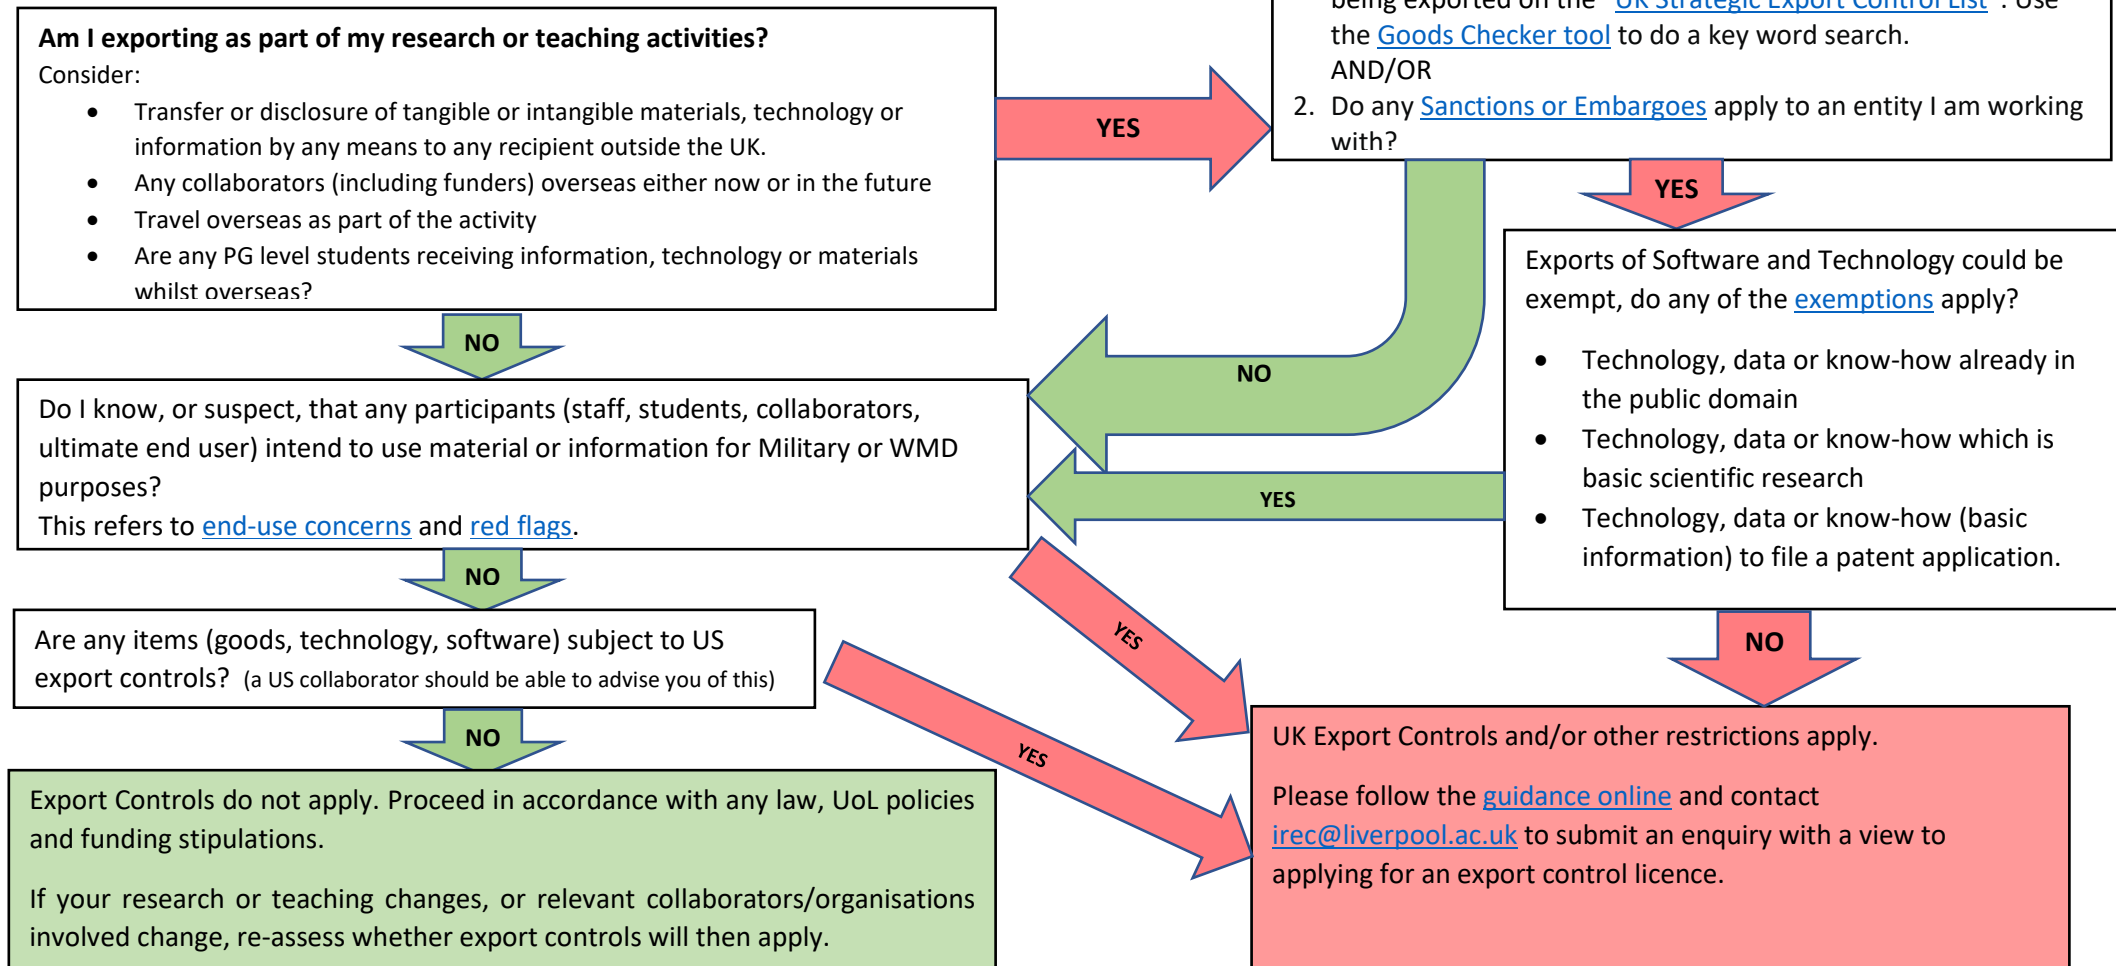 Am I exporting as part of my research or teaching activities?
Consider:
• Transfer or disclosure of tangible or intangible materials, technology or
information by any means to any recipient outside the UK.
• Any collaborators (including funders) overseas either now or in the future
• Travel overseas as part of the activity
• Are any PG level students receiving information, technology or materials
whilst overseas?
YES
being exported on the "UK Strategic Export Control List". Use
the Goods Checker tool to do a key word search.
AND/OR
2. Do any Sanctions or Embargoes apply to an entity I am working
with?
NO
YES
NO
Exports of Software and Technology could be
exempt, do any of the exemptions apply?
• Technology, data or know-how already in
the public domain
• Technology, data or know-how which is
basic scientific research
• Technology, data or know-how (basic
information) to file a patent application.
YES
NO
Do I know, or suspect, that any participants (staff, students, collaborators,
ultimate end user) intend to use material or information for Military or WMD
purposes?
This refers to end-use concerns and red flags.
NO
YES
Are any items (goods, technology, software) subject to US
export controls? (a US collaborator should be able to advise you of this)
NO
YES
Export Controls do not apply. Proceed in accordance with any law, UoL policies
and funding stipulations.
If your research or teaching changes, or relevant collaborators/organisations
involved change, re-assess whether export controls will then apply.
UK Export Controls and/or other restrictions apply.
Please follow the guidance online and contact
irec@liverpool.ac.uk to submit an enquiry with a view to
applying for an export control licence.